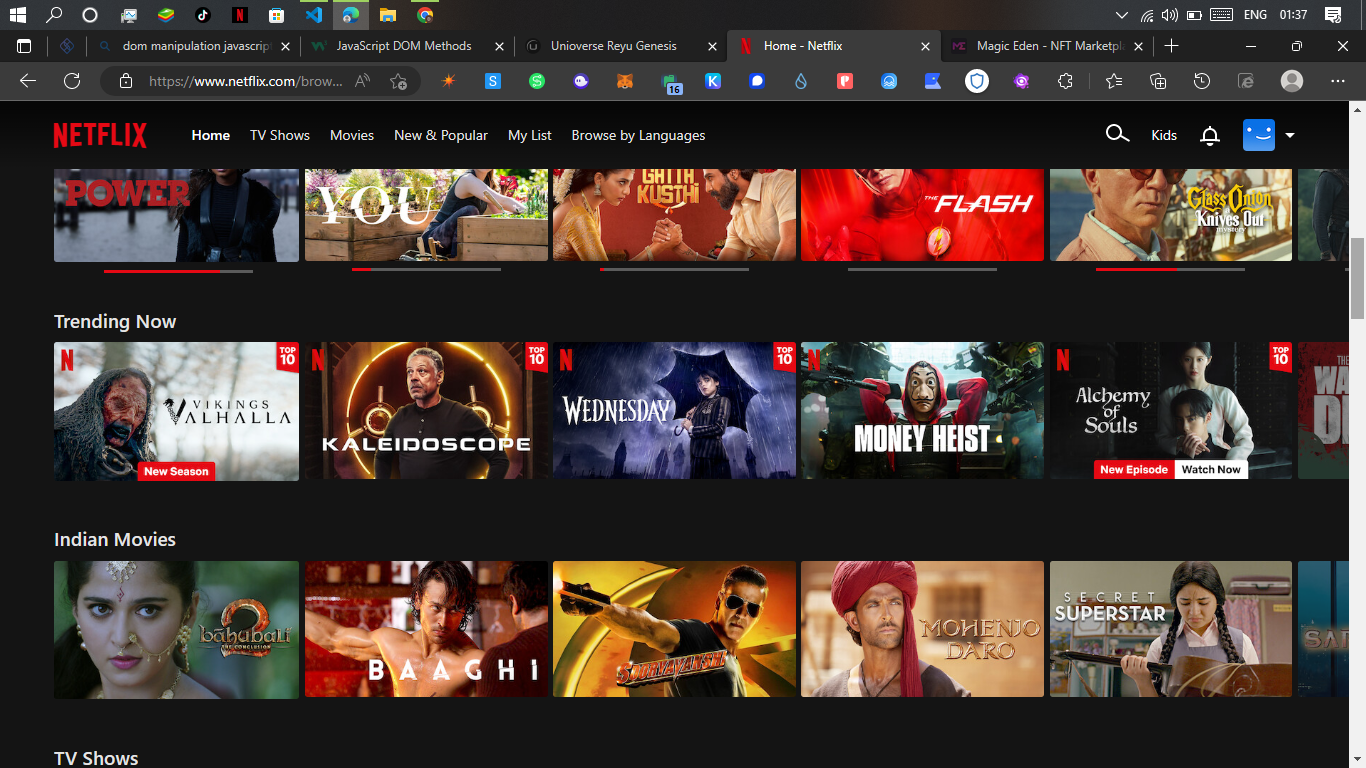 ENG
01:37
dom manipulation javascrip
JavaScript DOM Methods
Unioverse Reyu Genesis
Home - Netflix
Magic Eden - NFT Marketpl
https://www.netflix.com/brow...
16
NETFLIX
Home
TV Shows
Movies
New & Popular
My List
Browse by Languages
Kids
POWER
YOU
GATTA
KUSTHI
THE FLASH
Glass Onion
Knives Out
mystery
Trending Now
N
VIKINGS
VALHALLA
TOP
10
New Season
N
KALEIDOSCOPE
TOP
10
N
WEDNESDAY
TOP
10
N
MONEY HEIST
N
Alchemy
of
Souls
TOP
10
New Episode
Watch Now
THE
WA
DE
Indian Movies
bahubali 2
THE CONCLUSION
BAAGHI
SOORYAVANSHI
MOHENJO
DARO
SECRET
SUPERSTAR
TV Shows